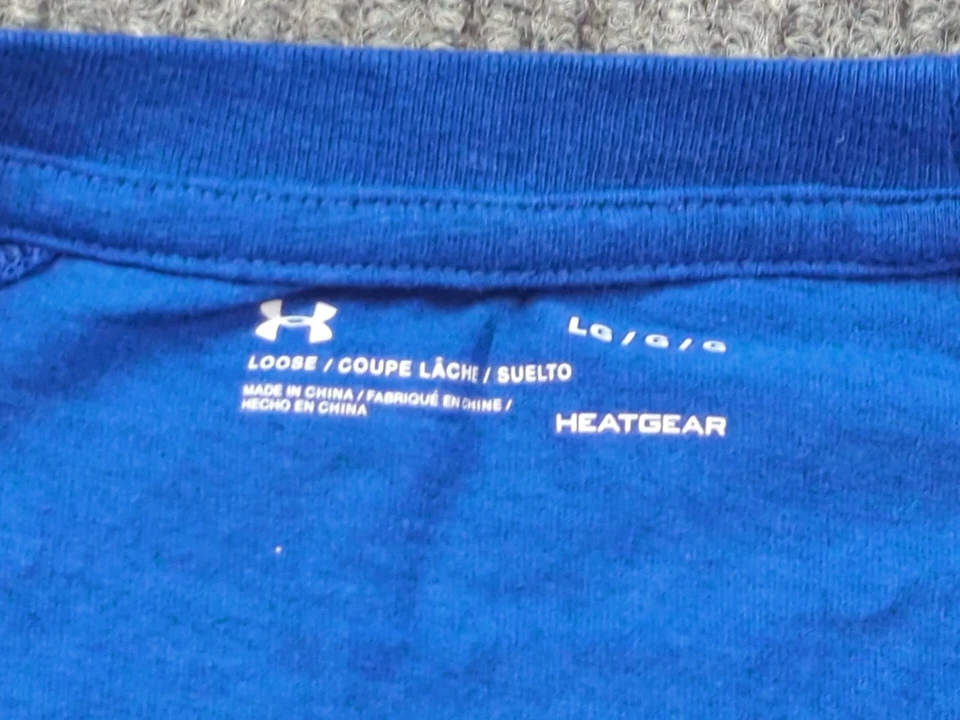 LG / G / G
LOOSE / COUPE LÂCHE / SUELTO
MADE IN CHINA / FABRIQUÉ EN CHINE /
HECHO EN CHINA
HEATGEAR